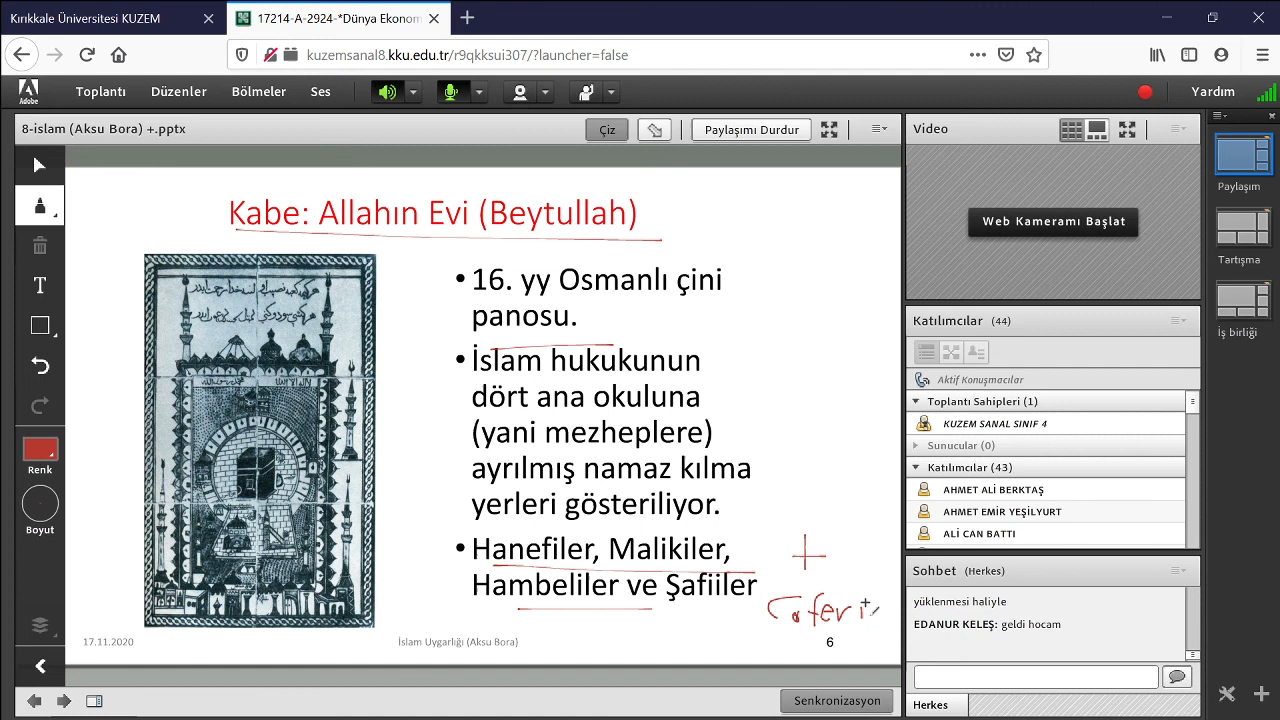 Kırıkkale Üniversitesi KUZEM
17214-A-2924-*Dünya Ekonom
kuzemsanal8.kku.edu.tr/r9qkksui307/?launcher=false
Adobe
Toplantı Düzenler Bölmeler Ses Yardım
8-islam (Aksu Bora) +.pptx
Çiz
Paylaşımı Durdur
Renk
Boyut
Kabe: Allahın Evi (Beytullah)
• 16. yy Osmanlı çini
panosu.
• İslam hukukunun
dört ana okuluna
(yani mezheplere)
ayrılmış namaz kılma
yerleri gösteriliyor.
• Hanefiler, Malikiler,
Hambeliler ve Şafiiler
+
Caferi
17.11.2020 İslam Uygarlığı (Aksu Bora) 6
Senkronizasyon
Video
Web Kameramı Başlat
Katılımcılar (44)
Aktif Konuşmacılar
Toplantı Sahipleri (1)
KUZEM SANAL SINIF 4
Sunucular (0)
Katılımcılar (43)
AHMET ALİ BERKTAŞ
AHMET EMİR YEŞİLYURT
ALİ CAN BATTI
Sohbet (Herkes)
yüklenmesi haliyle
EDANUR KELEŞ: geldi hocam
Herkes
Paylaşım
Tartışma
İş birliği